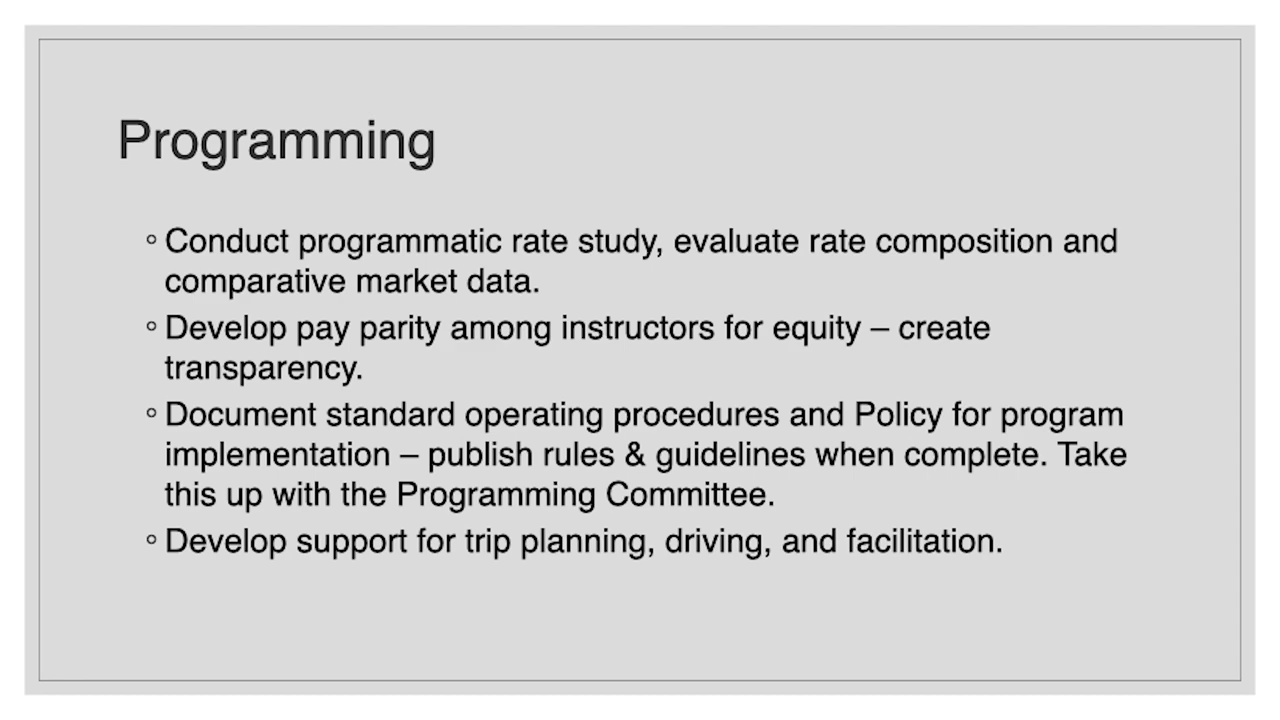 Programming
◦ Conduct programmatic rate study, evaluate rate composition and
comparative market data.
◦ Develop pay parity among instructors for equity – create
transparency.
◦ Document standard operating procedures and Policy for program
implementation – publish rules & guidelines when complete. Take
this up with the Programming Committee.
◦ Develop support for trip planning, driving, and facilitation.